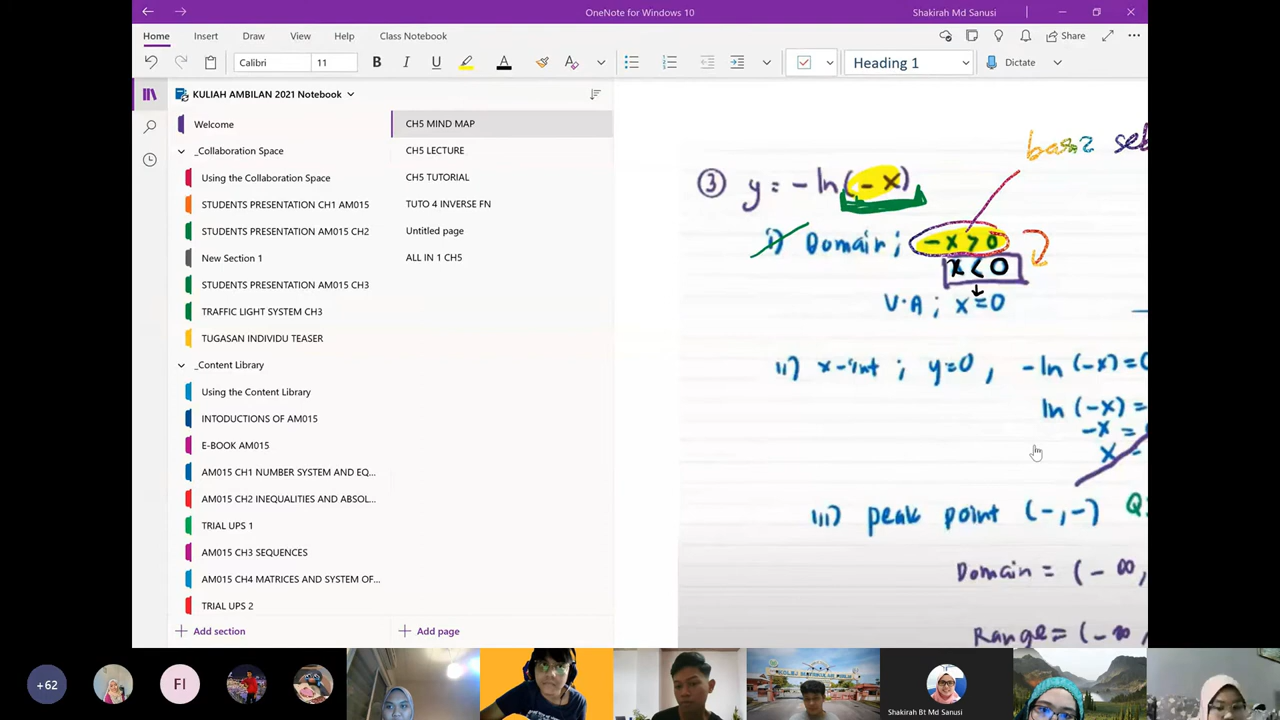 OneNote for Windows 10
Shakirah Md Sanusi
Home Insert Draw View Help Class Notebook
Share
Calibri 11 B I U A A Heading 1 Dictate
KULIAH AMBILAN 2021 Notebook
Welcome
_Collaboration Space
Using the Collaboration Space
STUDENTS PRESENTATION CH1 AM015
STUDENTS PRESENTATION AM015 CH2
New Section 1
STUDENTS PRESENTATION AM015 CH3
TRAFFIC LIGHT SYSTEM CH3
TUGASAN INDIVIDU TEASER
_Content Library
Using the Content Library
INTODUCTIONS OF AM015
E-BOOK AM015
AM015 CH1 NUMBER SYSTEM AND EQ...
AM015 CH2 INEQUALITIES AND ABSOL...
TRIAL UPS 1
AM015 CH3 SEQUENCES
AM015 CH4 MATRICES AND SYSTEM OF...
TRIAL UPS 2
Add section
CH5 MIND MAP
CH5 LECTURE
CH5 TUTORIAL
TUTO 4 INVERSE FN
Untitled page
ALL IN 1 CH5
Add page
③ y = -ln(-x)
i) Domain ; -x > 0
x < 0
V.A ; x = 0
ii) x-int ; y=0 , -ln (-x) = 0
ln (-x) =
-x =
x =
iii) peak point (-,-)
Domain = (-∞,
Range = (-∞
+62
FI
Shakirah Bt Md Sanusi